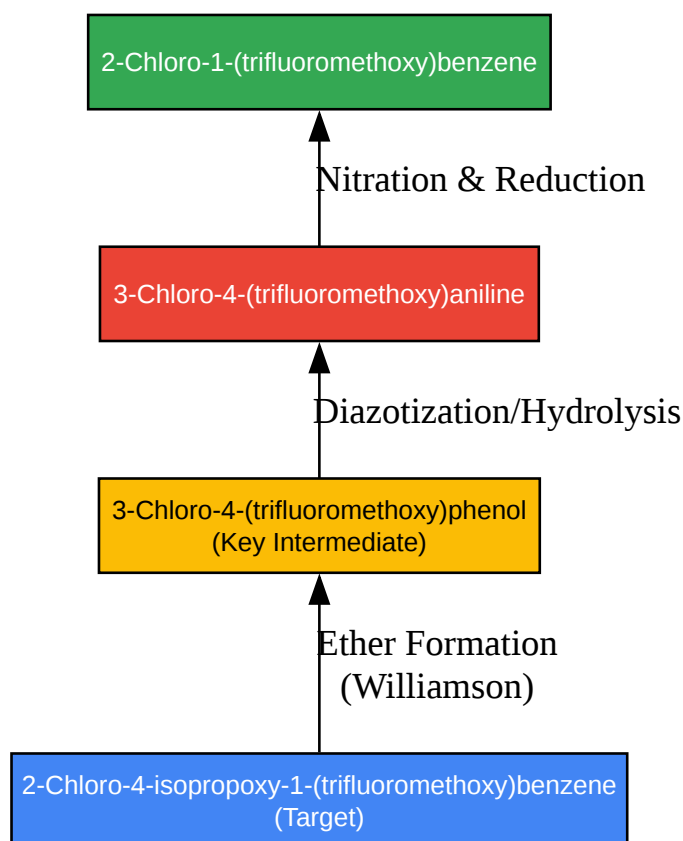 2-Chloro-1-(trifluoromethoxy)benzene
Nitration & Reduction
3-Chloro-4-(trifluoromethoxy)aniline
Diazotization/Hydrolysis
3-Chloro-4-(trifluoromethoxy)phenol
(Key Intermediate)
Ether Formation
(Williamson)
2-Chloro-4-isopropoxy-1-(trifluoromethoxy)benzene
(Target)